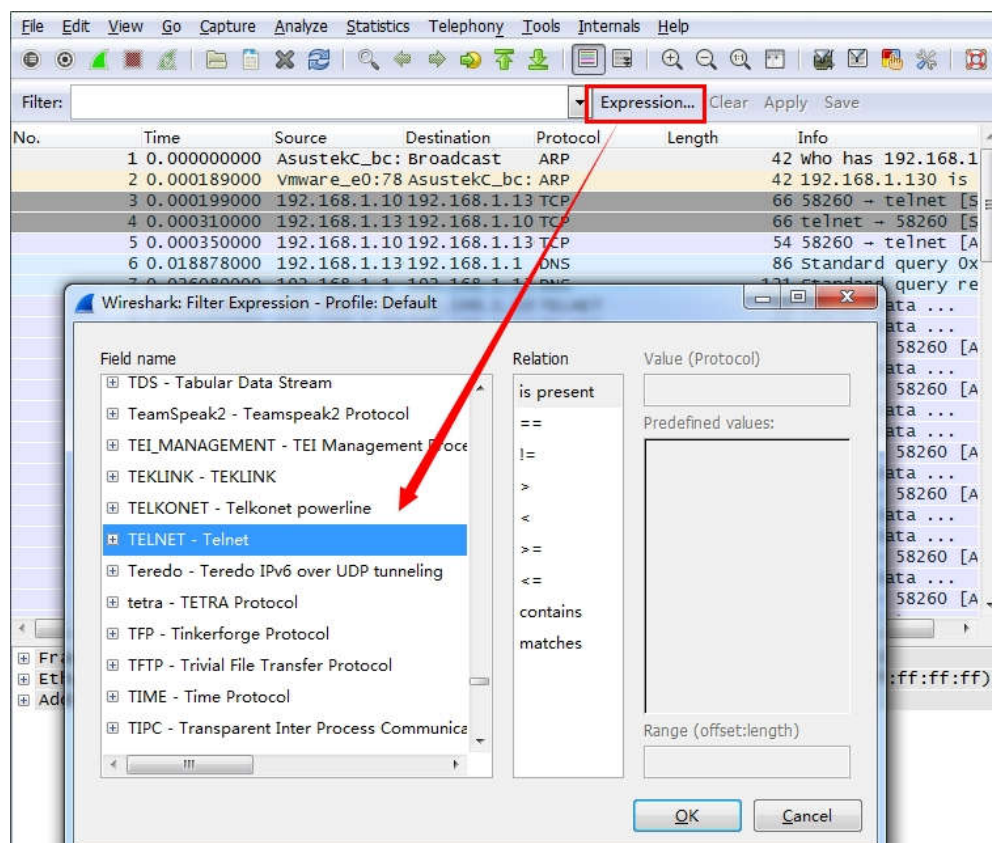 File Edit View Go Capture Analyze Statistics Telephony Tools Internals Help
Filter: Expression... Clear Apply Save
No. Time Source Destination Protocol Length Info
1 0.000000000 AsustekC_bc: Broadcast ARP 42 Who has 192.168.1
2 0.000189000 Vmware_e0:78 AsustekC_bc: ARP 42 192.168.1.130 is
3 0.000199000 192.168.1.10 192.168.1.13 TCP 66 58260 → telnet [S
4 0.000310000 192.168.1.13 192.168.1.10 TCP 66 telnet → 58260 [S
5 0.000350000 192.168.1.10 192.168.1.13 TCP 54 58260 → telnet [A
6 0.018878000 192.168.1.13 192.168.1.1 DNS 86 Standard query 0x
query re
Wireshark: Filter Expression - Profile: Default
ata ...
ata ...
58260 [A
ata ...
58260 [A
ata ...
ata ...
58260 [A
ata ...
58260 [A
ata ...
ata ...
58260 [A
ata ...
58260 [A
Field name
TDS - Tabular Data Stream
TeamSpeak2 - Teamspeak2 Protocol
TEI_MANAGEMENT - TEI Management Proce
TEKLINK - TEKLINK
TELKONET - Telkonet powerline
TELNET - Telnet
Teredo - Teredo IPv6 over UDP tunneling
tetra - TETRA Protocol
TFP - Tinkerforge Protocol
TFTP - Trivial File Transfer Protocol
TIME - Time Protocol
TIPC - Transparent Inter Process Communica
Relation
is present
==
!=
>
<
>=
<=
contains
matches
Value (Protocol)
Predefined values:
Range (offset:length)
OK Cancel
Fra
Eth
Add
:ff:ff:ff)